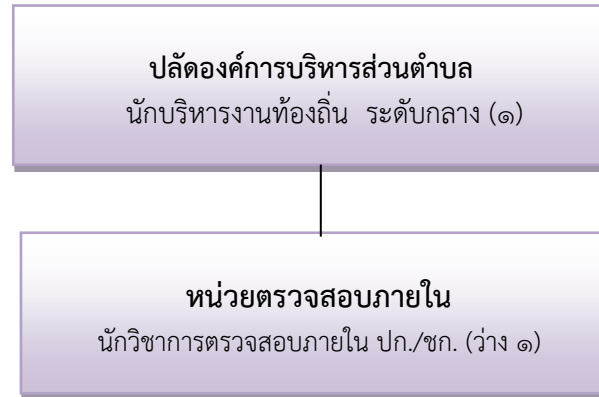 ปลัดองค์การบริหารส่วนตำบล
นักบริหารงานท้องถิ่น ระดับกลาง (๑)
หน่วยตรวจสอบภายใน
นักวิชาการตรวจสอบภายใน ปก./ชก. (ว่าง ๑)